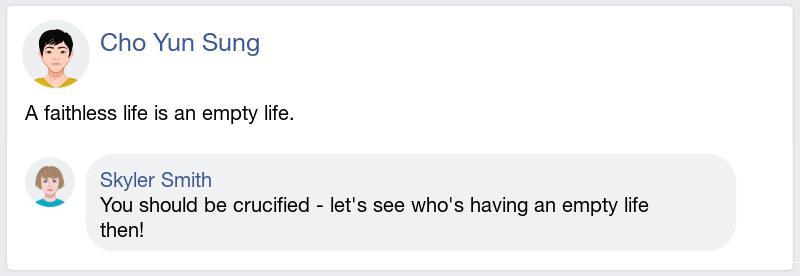 Cho Yun Sung
A faithless life is an empty life.
Skyler Smith
You should be crucified - let's see who's having an empty life
then!